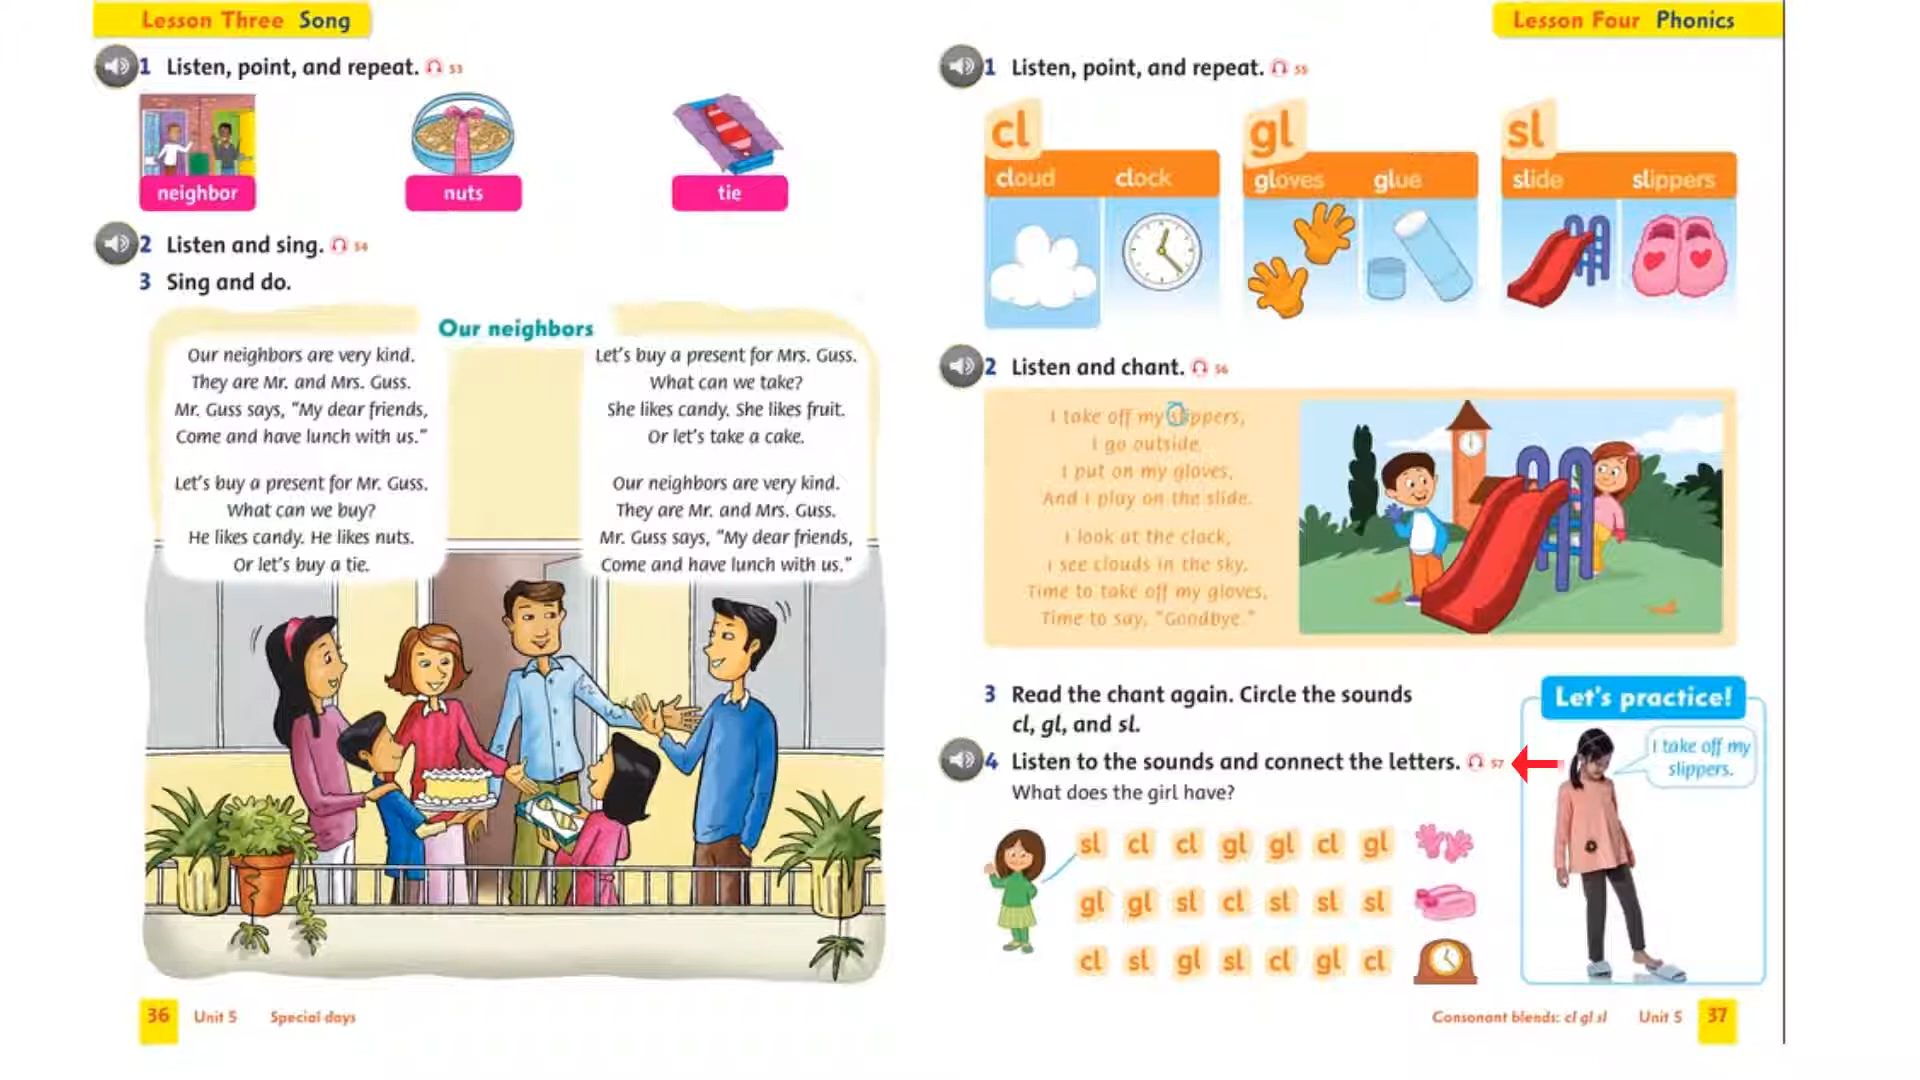 Lesson Three Song
1 Listen, point, and repeat. 53
neighbor
nuts
tie
2 Listen and sing. 54
3 Sing and do.
Our neighbors
Our neighbors are very kind.
They are Mr. and Mrs. Guss.
Mr. Guss says, “My dear friends,
Come and have lunch with us.”
Let’s buy a present for Mr. Guss.
What can we buy?
He likes candy. He likes nuts.
Or let’s buy a tie.
Let’s buy a present for Mrs. Guss.
What can we take?
She likes candy. She likes fruit.
Or let’s take a cake.
Our neighbors are very kind.
They are Mr. and Mrs. Guss.
Mr. Guss says, “My dear friends,
Come and have lunch with us.”
36 Unit 5 Special days
Lesson Four Phonics
1 Listen, point, and repeat. 55
cl
cloud clock
gl
gloves glue
sl
slide slippers
2 Listen and chant. 56
I take off my slippers,
I go outside,
I put on my gloves,
And I play on the slide.
I look at the clock,
I see clouds in the sky.
Time to take off my gloves,
Time to say, “Goodbye.”
3 Read the chant again. Circle the sounds
cl, gl, and sl.
4 Listen to the sounds and connect the letters. 57
What does the girl have?
sl cl cl gl gl cl gl
gl gl sl cl sl sl sl
cl sl gl sl cl gl cl
Let’s practice!
I take off my
slippers.
Consonant blends: cl gl sl Unit 5 37